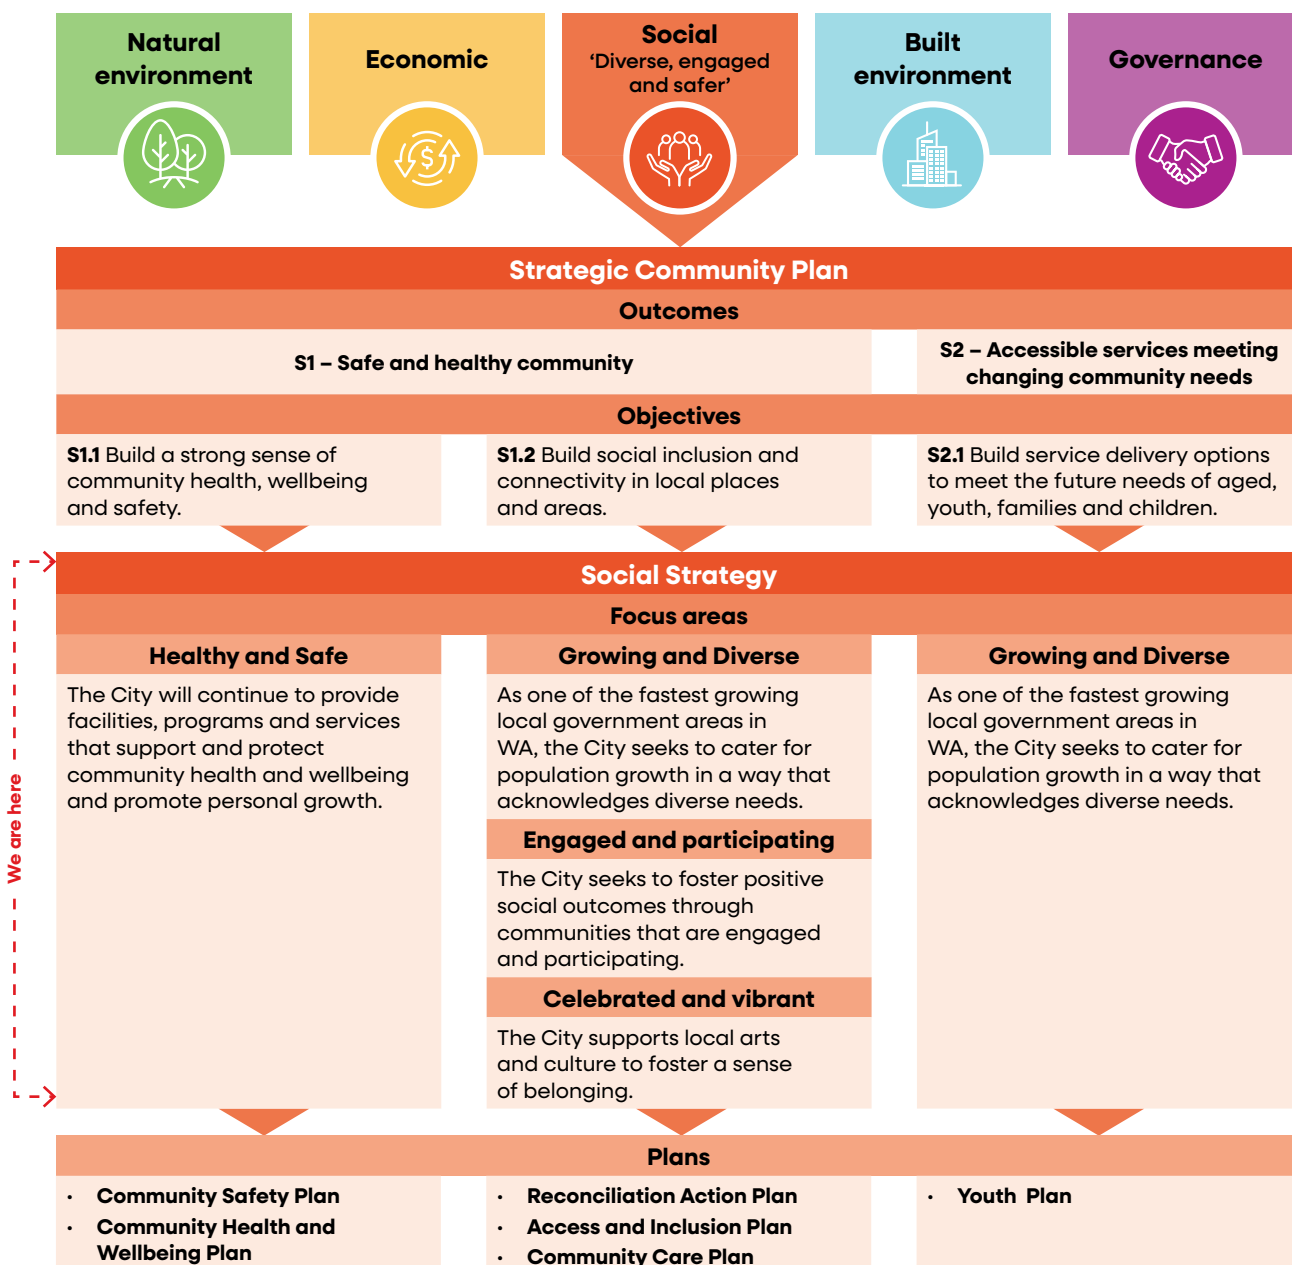 Natural
environment
Economic
Social
‘Diverse, engaged
and safer’
Built
environment
Governance
$
Strategic Community Plan
Outcomes
S1 – Safe and healthy community
S2 – Accessible services meeting
changing community needs
Objectives
S1.1 Build a strong sense of
community health, wellbeing
and safety.
S1.2 Build social inclusion and
connectivity in local places
and areas.
S2.1 Build service delivery options
to meet the future needs of aged,
youth, families and children.
We are here
Social Strategy
Focus areas
Healthy and Safe
The City will continue to provide
facilities, programs and services
that support and protect
community health and wellbeing
and promote personal growth.
Growing and Diverse
As one of the fastest growing
local government areas in
WA, the City seeks to cater for
population growth in a way that
acknowledges diverse needs.
Engaged and participating
The City seeks to foster positive
social outcomes through
communities that are engaged
and participating.
Celebrated and vibrant
The City supports local arts
and culture to foster a sense
of belonging.
Growing and Diverse
As one of the fastest growing
local government areas in
WA, the City seeks to cater for
population growth in a way that
acknowledges diverse needs.
Plans
• Community Safety Plan
• Community Health and
Wellbeing Plan
• Reconciliation Action Plan
• Access and Inclusion Plan
• Community Care Plan
• Youth Plan